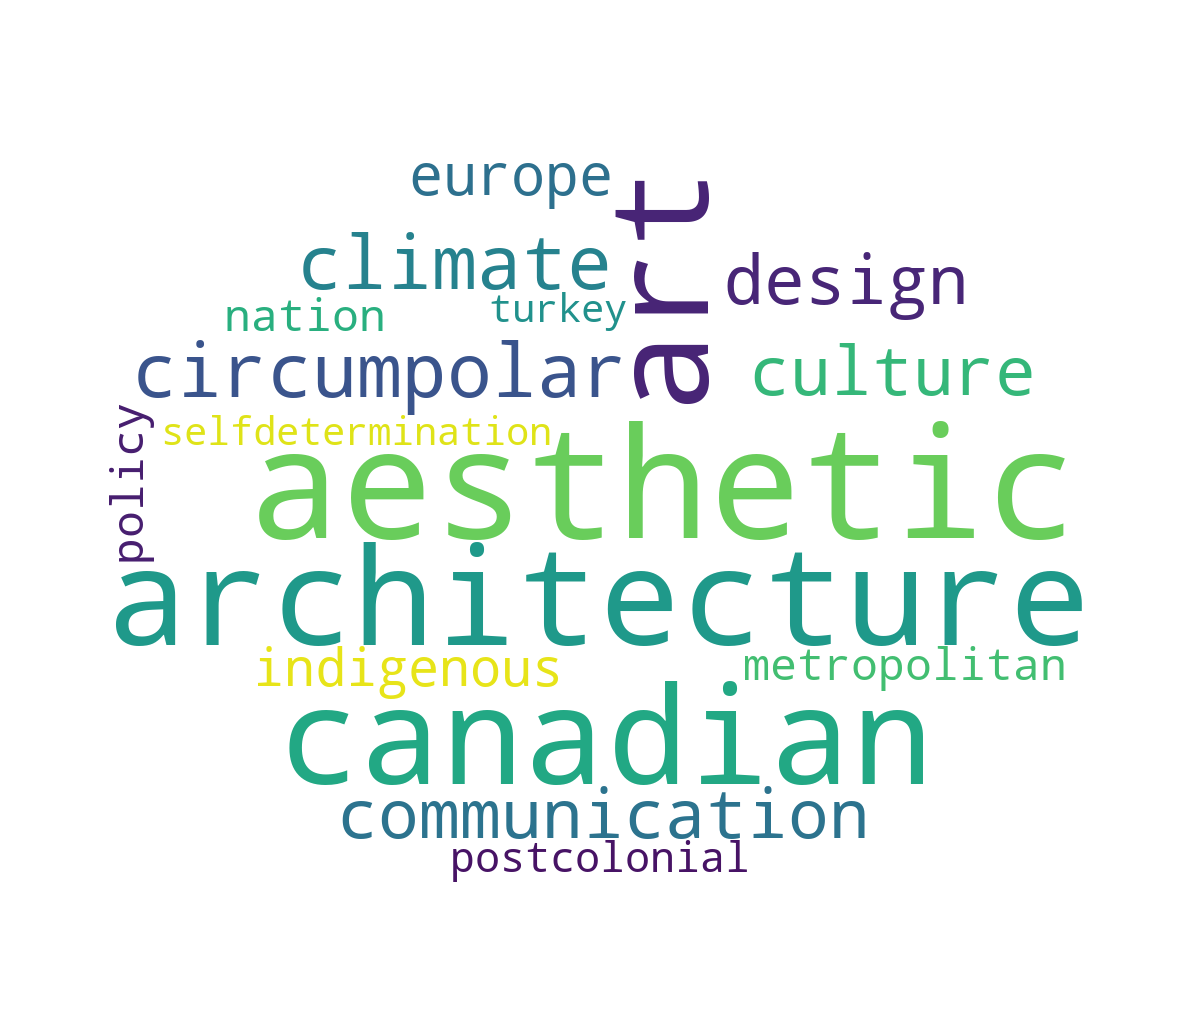 europe
art
climate
design
nation
turkey
circumpolar
culture
policy
selfdetermination
aesthetic
architecture
indigenous
metropolitan
canadian
communication
postcolonial